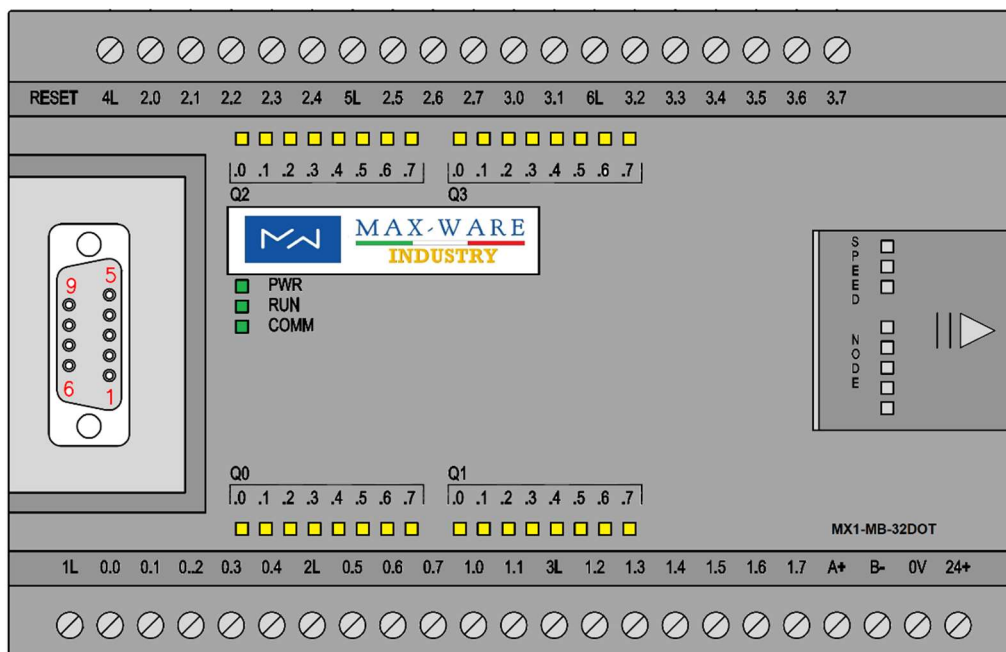 RESET 4L 2.0 2.1 2.2 2.3 2.4 5L 2.5 2.6 2.7 3.0 3.1 6L 3.2 3.3 3.4 3.5 3.6 3.7
.0 .1 .2 .3 .4 .5 .6 .7 .0 .1 .2 .3 .4 .5 .6 .7
Q2 Q3
MAX-WARE
INDUSTRY
PWR
RUN
COMM
9 5
6 1
SPEED
NODE
Q0 Q1
.0 .1 .2 .3 .4 .5 .6 .7 .0 .1 .2 .3 .4 .5 .6 .7
MX1-MB-32DOT
1L 0.0 0.1 0..2 0.3 0.4 2L 0.5 0.6 0.7 1.0 1.1 3L 1.2 1.3 1.4 1.5 1.6 1.7 A+ B- 0V 24+